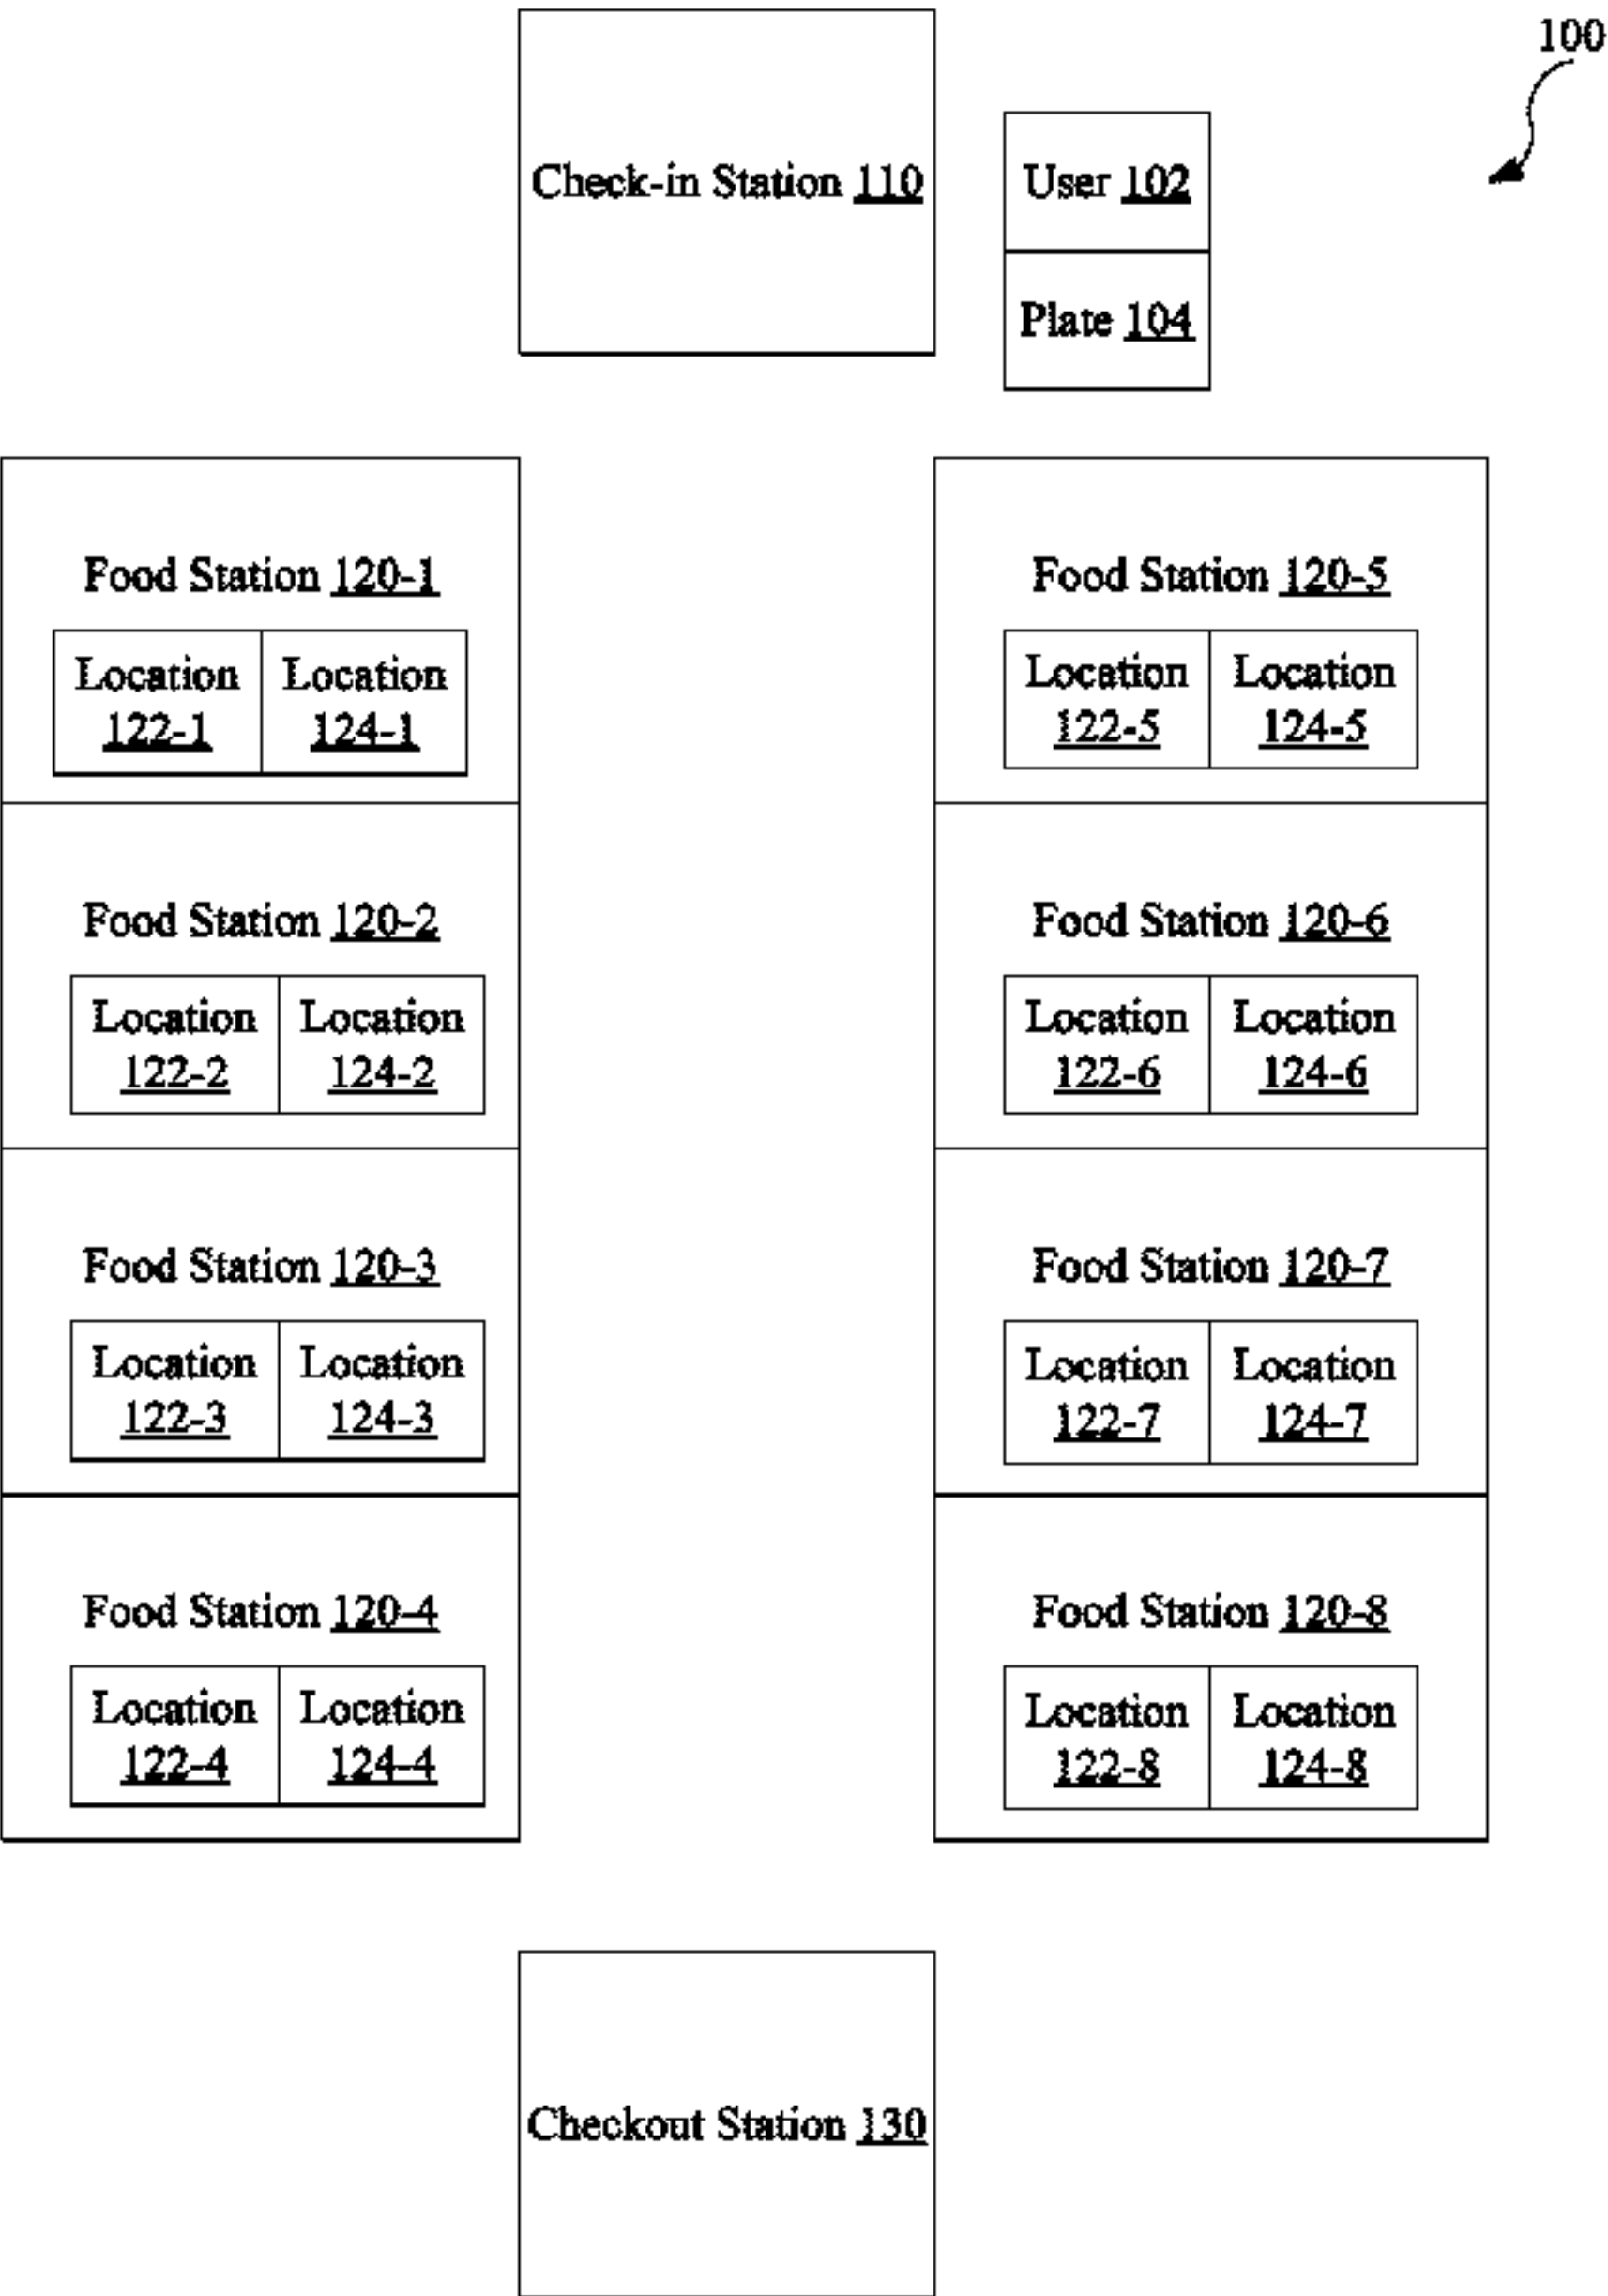 100
Check-in Station 110
User 102
Plate 104
Food Station 120-1
Location Location
122-1 124-1
Food Station 120-2
Location Location
122-2 124-2
Food Station 120-3
Location Location
122-3 124-3
Food Station 120-4
Location Location
122-4 124-4
Food Station 120-5
Location Location
122-5 124-5
Food Station 120-6
Location Location
122-6 124-6
Food Station 120-7
Location Location
122-7 124-7
Food Station 120-8
Location Location
122-8 124-8
Checkout Station 130